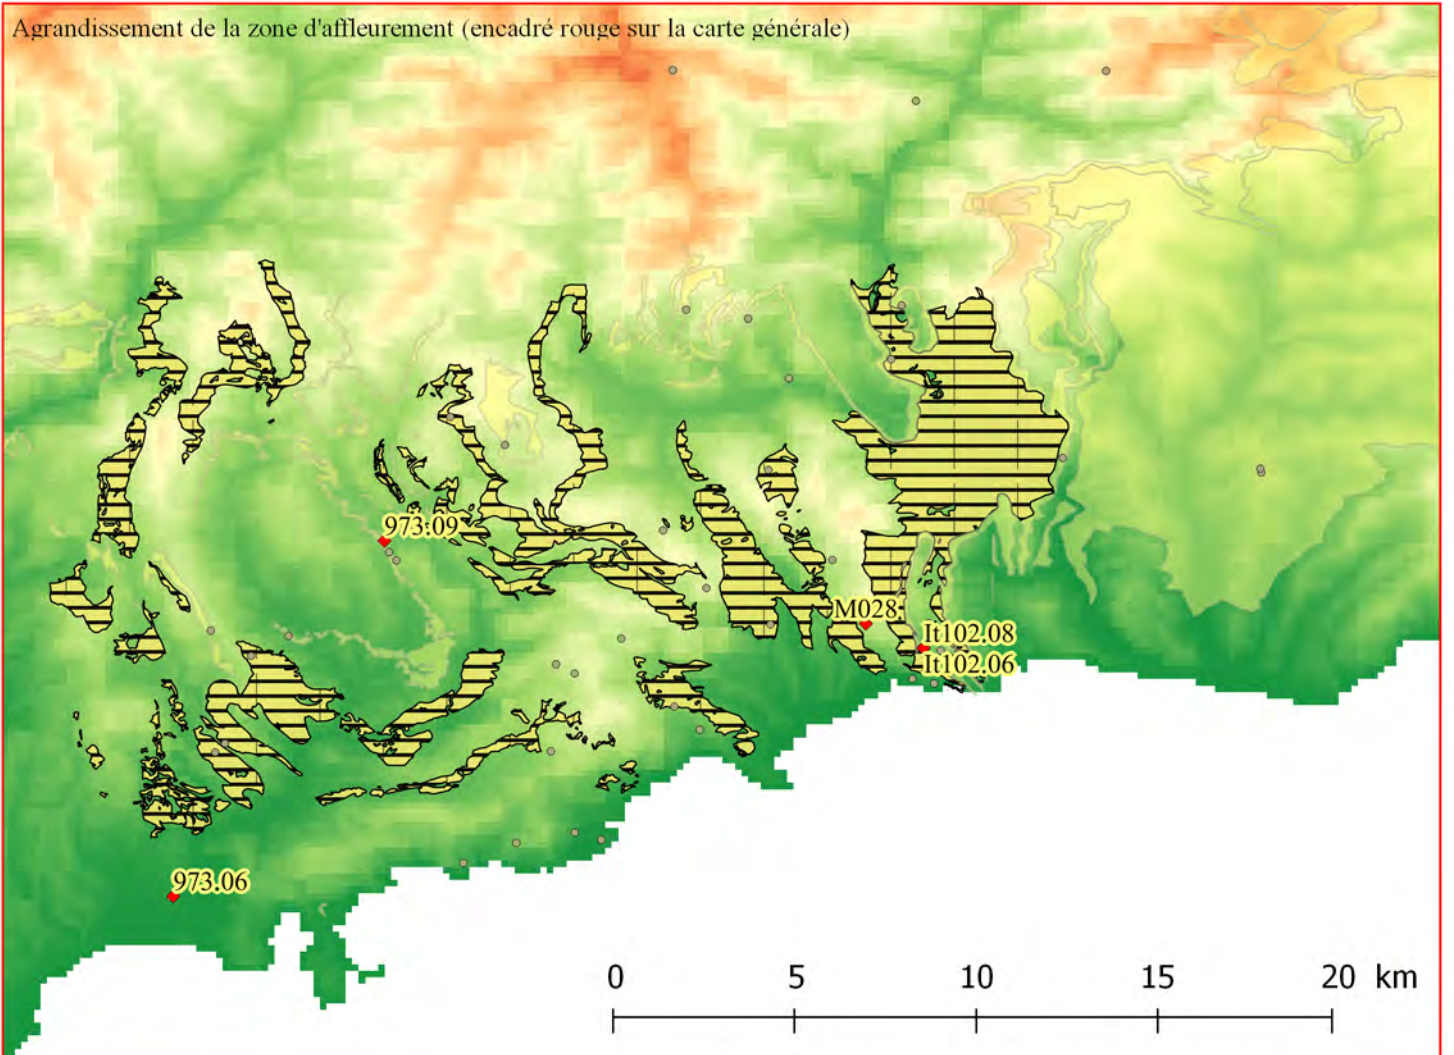 Agrandissement de la zone d'affleurement (encadré rouge sur la carte générale)
973.09
M028
It102.08
It102.06
973.06
0 5 10 15 20 km